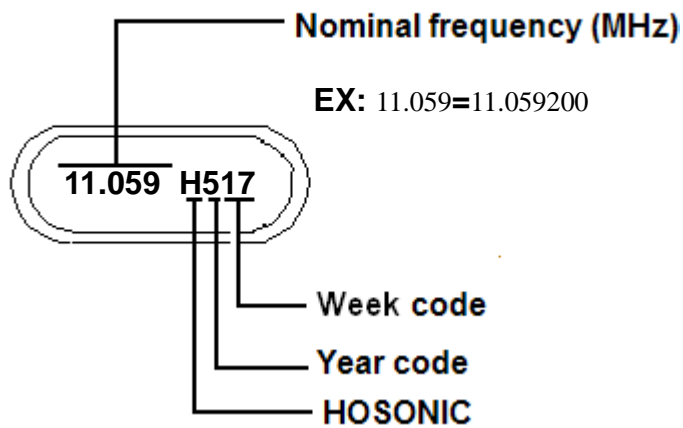 Nominal frequency (MHz)
EX: 11.059=11.059200
11.059 H517
Week code
Year code
HOSONIC